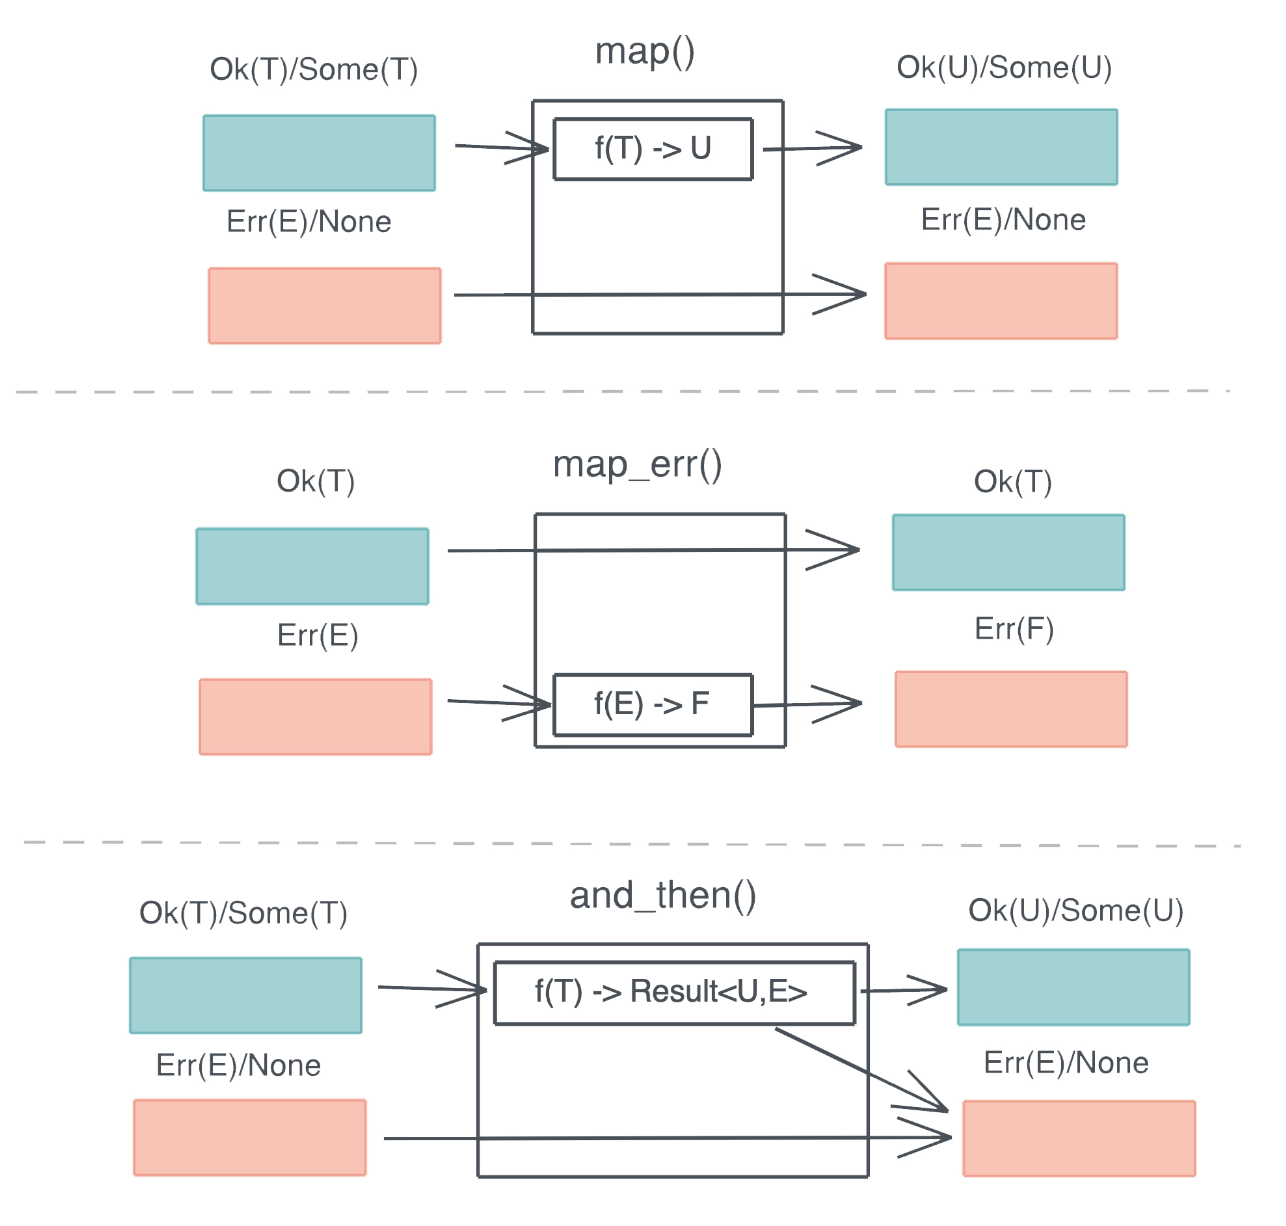 map()
Ok(T)/Some(T)
Ok(U)/Some(U)
f(T) -> U
Err(E)/None
Err(E)/None
map_err()
Ok(T)
Ok(T)
Err(E)
Err(F)
f(E) -> F
and_then()
Ok(T)/Some(T)
Ok(U)/Some(U)
f(T) -> Result<U,E>
Err(E)/None
Err(E)/None